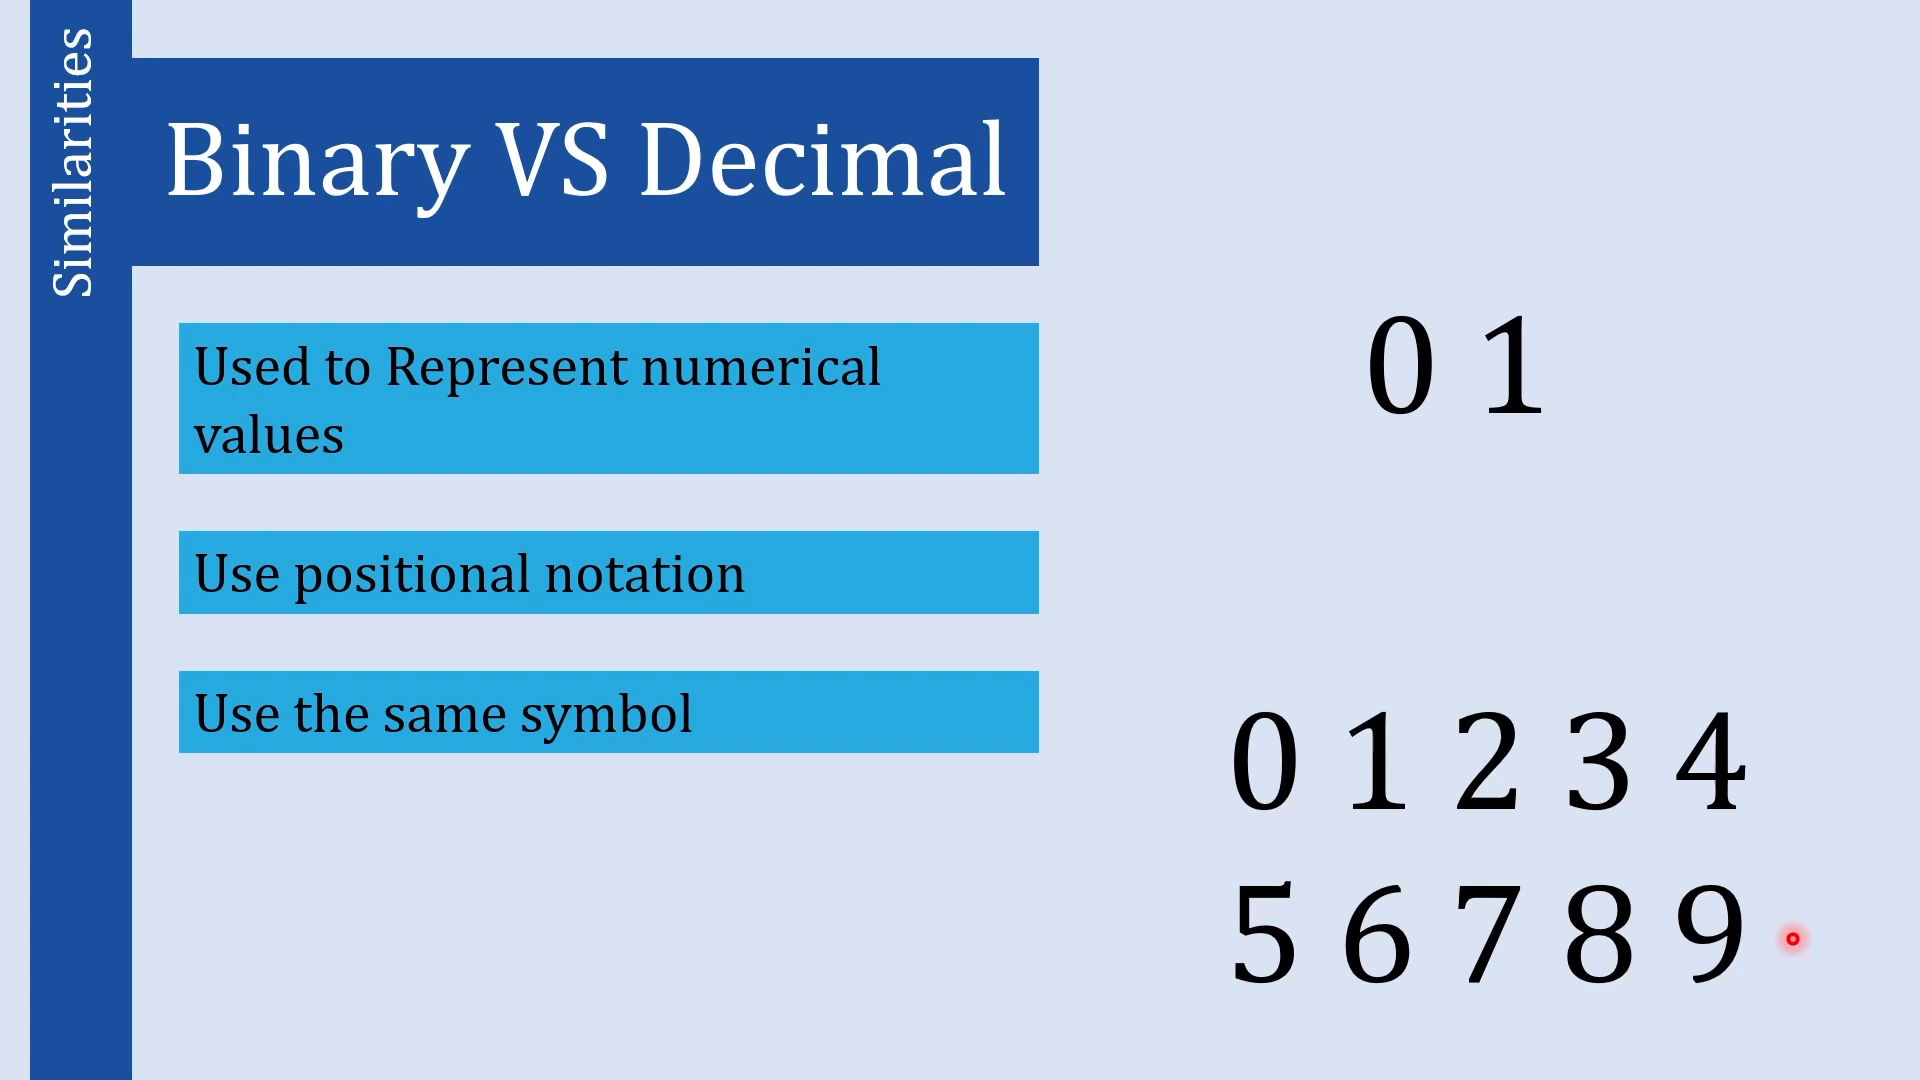 Similarities
Binary VS Decimal
Used to Represent numerical
values
Use positional notation
Use the same symbol
0 1
0 1 2 3 4
5 6 7 8 9